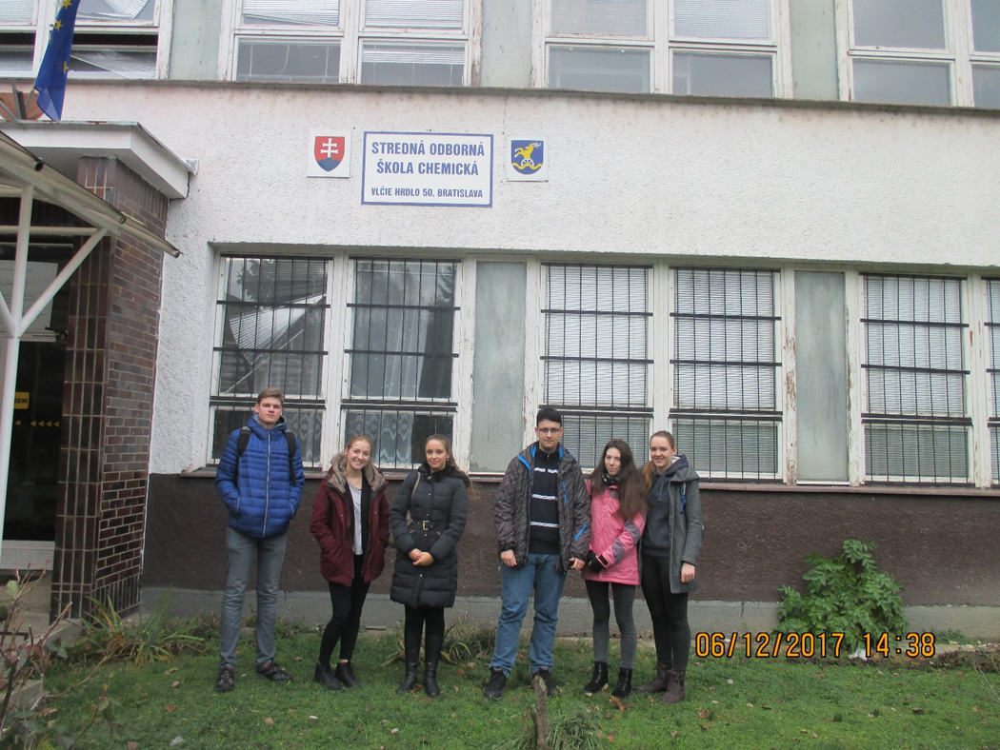 STREDNÁ ODBORNÁ
ŠKOLA CHEMICKÁ
VLČIE HRDLO 50, BRATISLAVA
06/12/2017 14:38